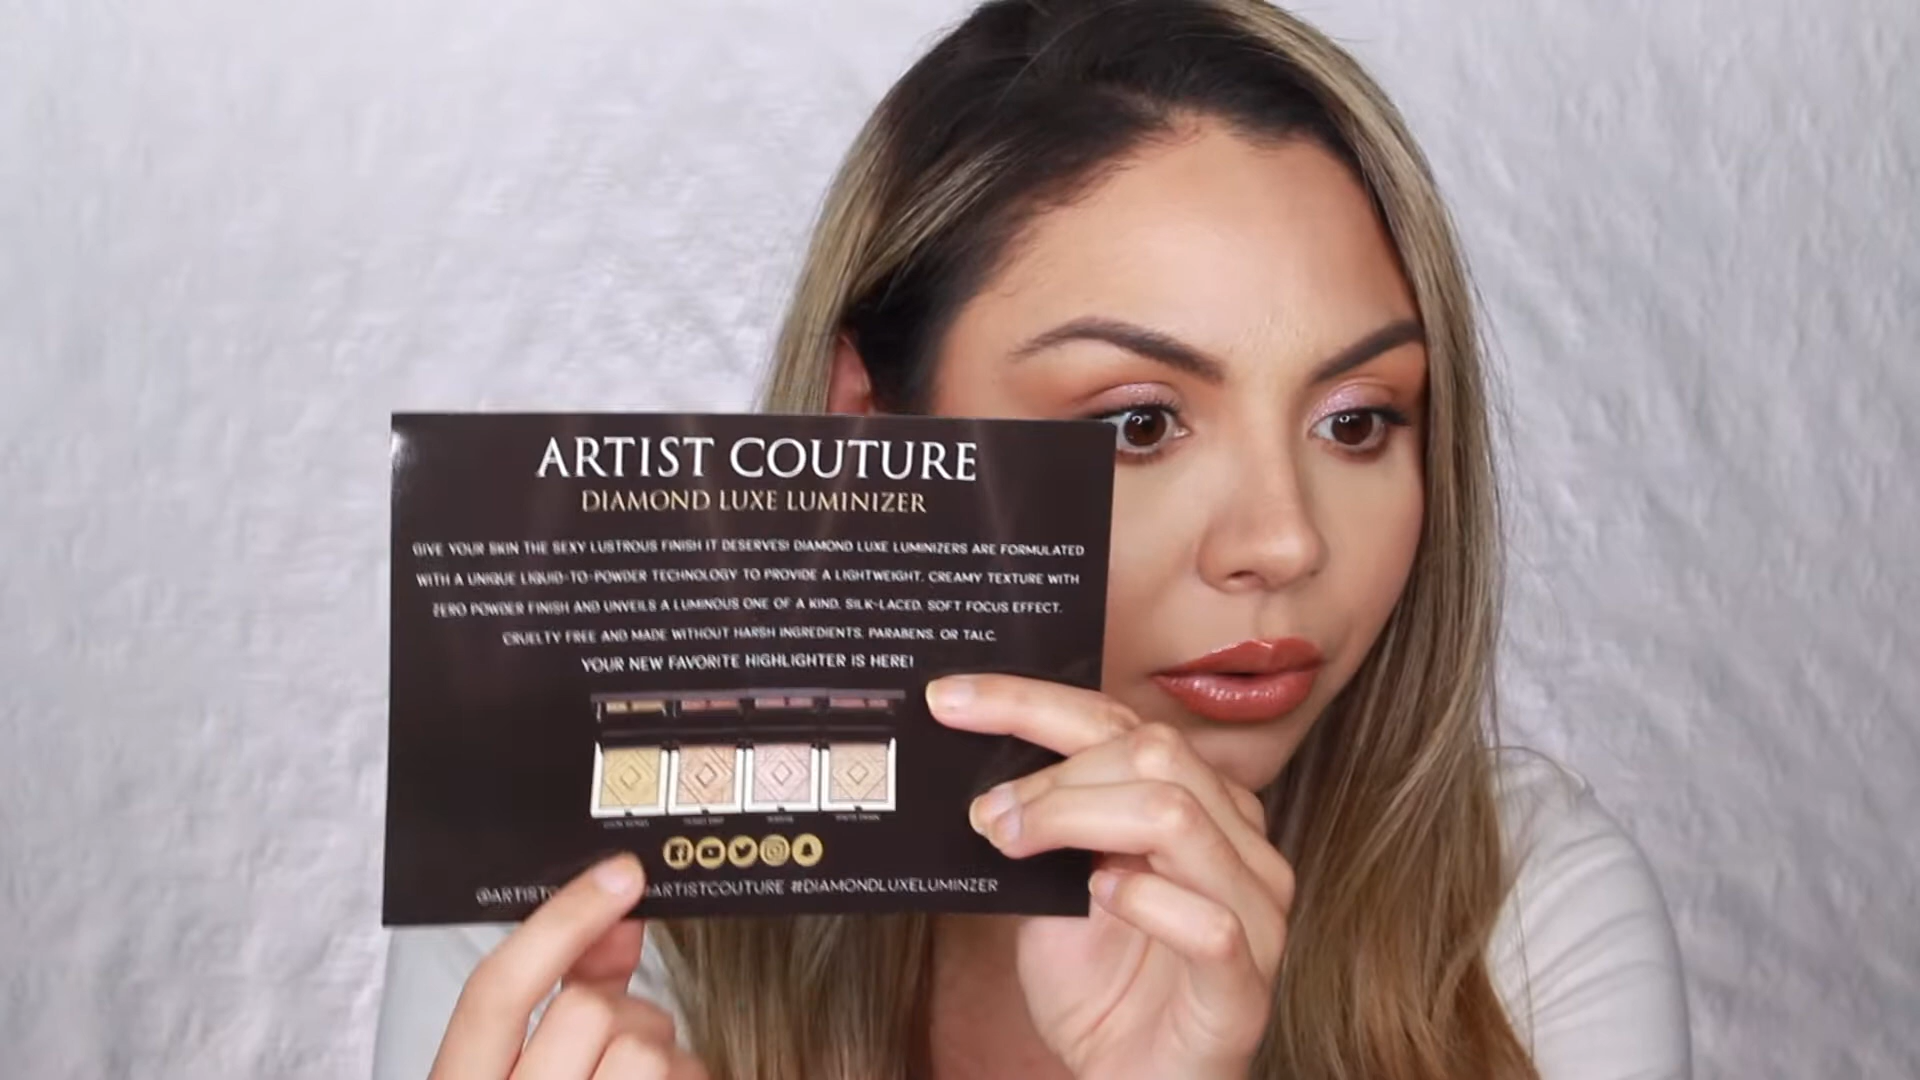 ARTIST COUTURE
DIAMOND LUXE LUMINIZER
GIVE YOUR SKIN THE SEXY LUSTROUS FINISH IT DESERVES! DIAMOND LUXE LUMINIZERS ARE FORMULATED
WITH A UNIQUE LIQUID-TO-POWDER TECHNOLOGY TO PROVIDE A LIGHTWEIGHT, CREAMY TEXTURE WITH
ZERO POWDER FINISH AND UNVEILS A LUMINOUS ONE OF A KIND, SILK-LACED, SOFT FOCUS EFFECT.
CRUELTY FREE AND MADE WITHOUT HARSH INGREDIENTS, PARABENS, OR TALC.
YOUR NEW FAVORITE HIGHLIGHTER IS HERE!
ARTISTCOUTURE #DIAMONDLUXELUMINZER